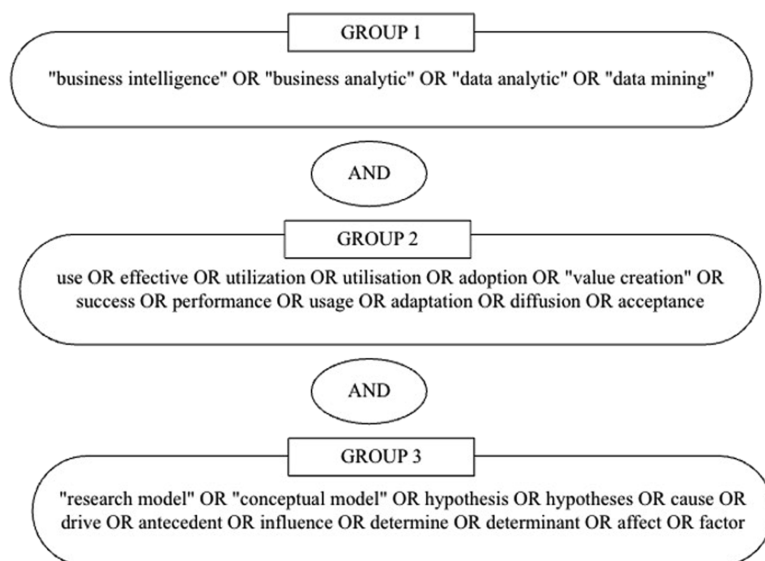 GROUP 1
"business intelligence" OR "business analytic" OR "data analytic" OR "data mining"
AND
GROUP 2
use OR effective OR utilization OR utilisation OR adoption OR "value creation" OR
success OR performance OR usage OR adaptation OR diffusion OR acceptance
AND
GROUP 3
"research model" OR "conceptual model" OR hypothesis OR hypotheses OR cause OR
drive OR antecedent OR influence OR determine OR determinant OR affect OR factor